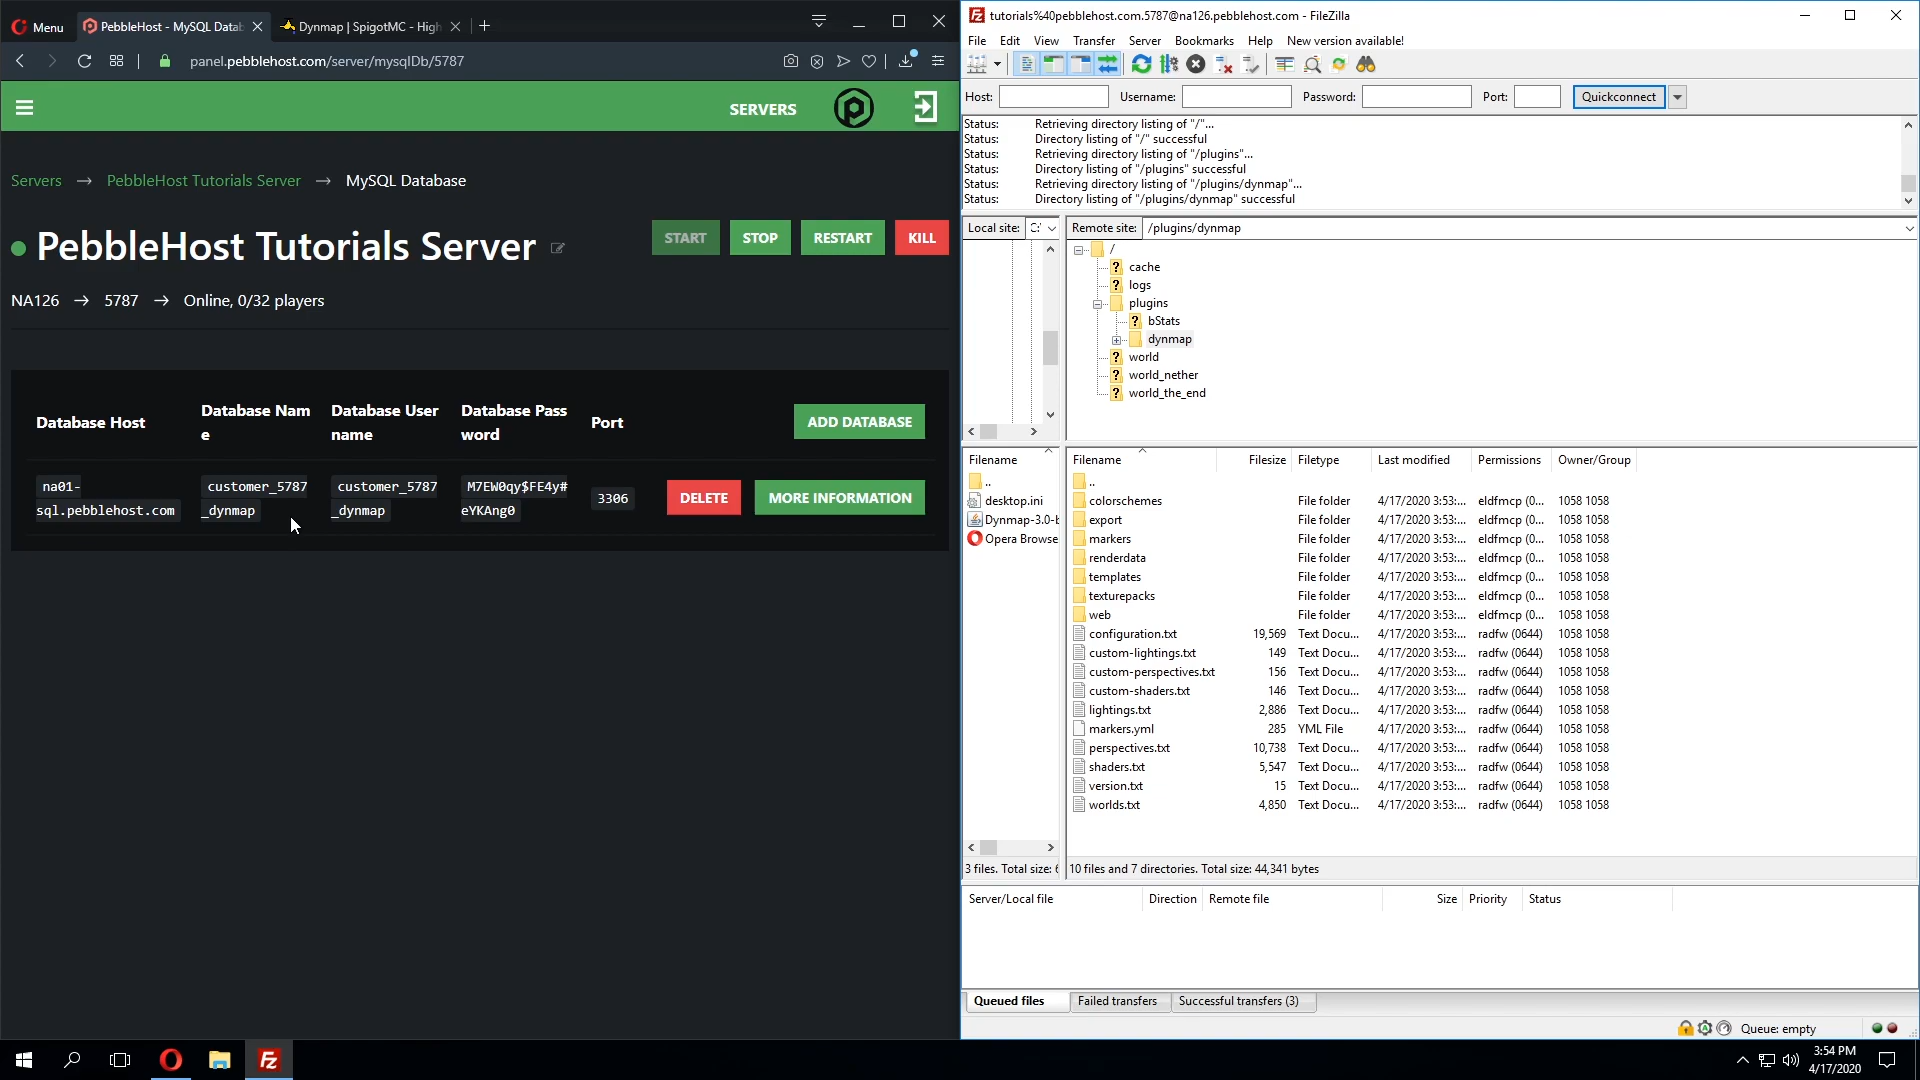 Menu
PebbleHost - MySQL Datab
Dynmap | SpigotMC - High
panel.pebblehost.com/server/mysqlDb/5787
SERVERS
Servers → PebbleHost Tutorials Server → MySQL Database
PebbleHost Tutorials Server
START
STOP
RESTART
KILL
NA126 → 5787 → Online, 0/32 players
Database Host
Database Nam
e
Database User
name
Database Pass
word
Port
ADD DATABASE
na01-
sql.pebblehost.com
customer_5787
_dynmap
customer_5787
_dynmap
M7EW0qy$FE4y#
eYKAng0
3306
DELETE
MORE INFORMATION
tutorials%40pebblehost.com.5787@na126.pebblehost.com - FileZilla
File Edit View Transfer Server Bookmarks Help New version available!
Host: Username: Password: Port: Quickconnect
Status: Retrieving directory listing of "/"...
Status: Directory listing of "/" successful
Status: Retrieving directory listing of "/plugins"...
Status: Directory listing of "/plugins" successful
Status: Retrieving directory listing of "/plugins/dynmap"...
Status: Directory listing of "/plugins/dynmap" successful
Local site: C:\
Remote site: /plugins/dynmap
/
cache
logs
plugins
bStats
dynmap
world
world_nether
world_the_end
Filename
..
desktop.ini
Dynmap-3.0-b
Opera Browse
3 files. Total size: 6
Filename Filesize Filetype Last modified Permissions Owner/Group
..
colorschemes File folder 4/17/2020 3:53:... eldfmcp (0... 1058 1058
export File folder 4/17/2020 3:53:... eldfmcp (0... 1058 1058
markers File folder 4/17/2020 3:53:... eldfmcp (0... 1058 1058
renderdata File folder 4/17/2020 3:53:... eldfmcp (0... 1058 1058
templates File folder 4/17/2020 3:53:... eldfmcp (0... 1058 1058
texturepacks File folder 4/17/2020 3:53:... eldfmcp (0... 1058 1058
web File folder 4/17/2020 3:53:... eldfmcp (0... 1058 1058
configuration.txt 19,569 Text Docu... 4/17/2020 3:53:... radfw (0644) 1058 1058
custom-lightings.txt 149 Text Docu... 4/17/2020 3:53:... radfw (0644) 1058 1058
custom-perspectives.txt 156 Text Docu... 4/17/2020 3:53:... radfw (0644) 1058 1058
custom-shaders.txt 146 Text Docu... 4/17/2020 3:53:... radfw (0644) 1058 1058
lightings.txt 2,886 Text Docu... 4/17/2020 3:53:... radfw (0644) 1058 1058
markers.yml 285 YML File 4/17/2020 3:53:... radfw (0644) 1058 1058
perspectives.txt 10,738 Text Docu... 4/17/2020 3:53:... radfw (0644) 1058 1058
shaders.txt 5,547 Text Docu... 4/17/2020 3:53:... radfw (0644) 1058 1058
version.txt 15 Text Docu... 4/17/2020 3:53:... radfw (0644) 1058 1058
worlds.txt 4,850 Text Docu... 4/17/2020 3:53:... radfw (0644) 1058 1058
10 files and 7 directories. Total size: 44,341 bytes
Server/Local file Direction Remote file Size Priority Status
Queued files
Failed transfers
Successful transfers (3)
Queue: empty
3:54 PM
4/17/2020